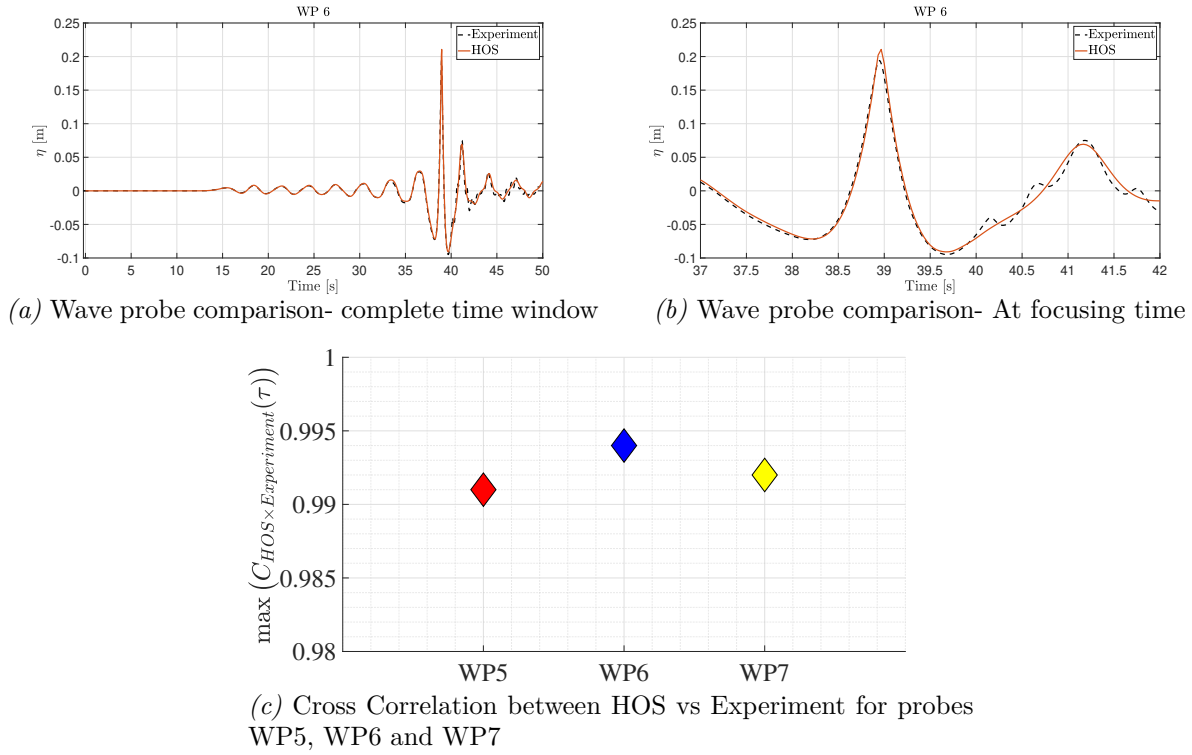 WP 6
Experiment
HOS
0.25
0.2
0.15
0.1
0.05
0
-0.05
-0.1
η [m]
0 5 10 15 20 25 30 35 40 45 50
Time [s]
(a) Wave probe comparison- complete time window
WP 6
Experiment
HOS
0.25
0.2
0.15
0.1
0.05
0
-0.05
-0.1
η [m]
37 37.5 38 38.5 39 39.5 40 40.5 41 41.5 42
Time [s]
(b) Wave probe comparison- At focusing time
1
0.995
0.99
0.985
0.98
max (C_{HOS×Experiment}(τ))
WP5 WP6 WP7
(c) Cross Correlation between HOS vs Experiment for probes
WP5, WP6 and WP7